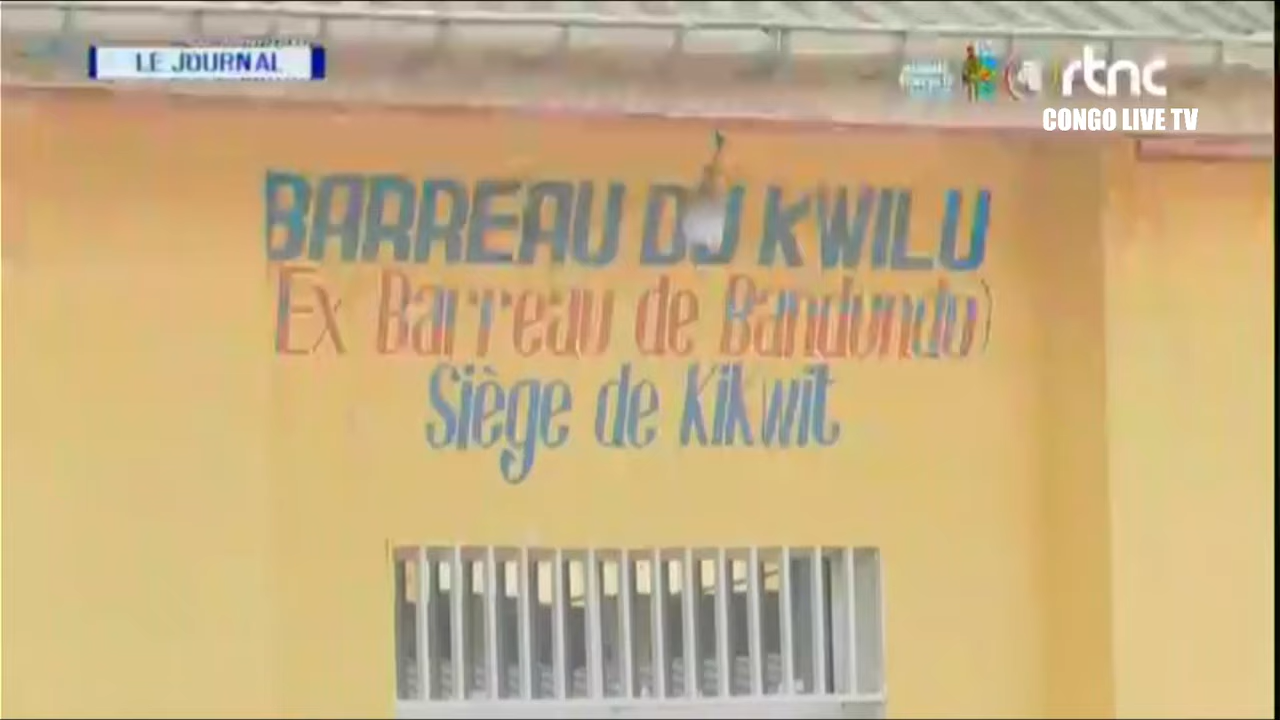 LE JOURNAL
rtnc
CONGO LIVE TV
BARREAU DU KWILU
Ex Barreau de Bandundu)
Siège de Kikwit